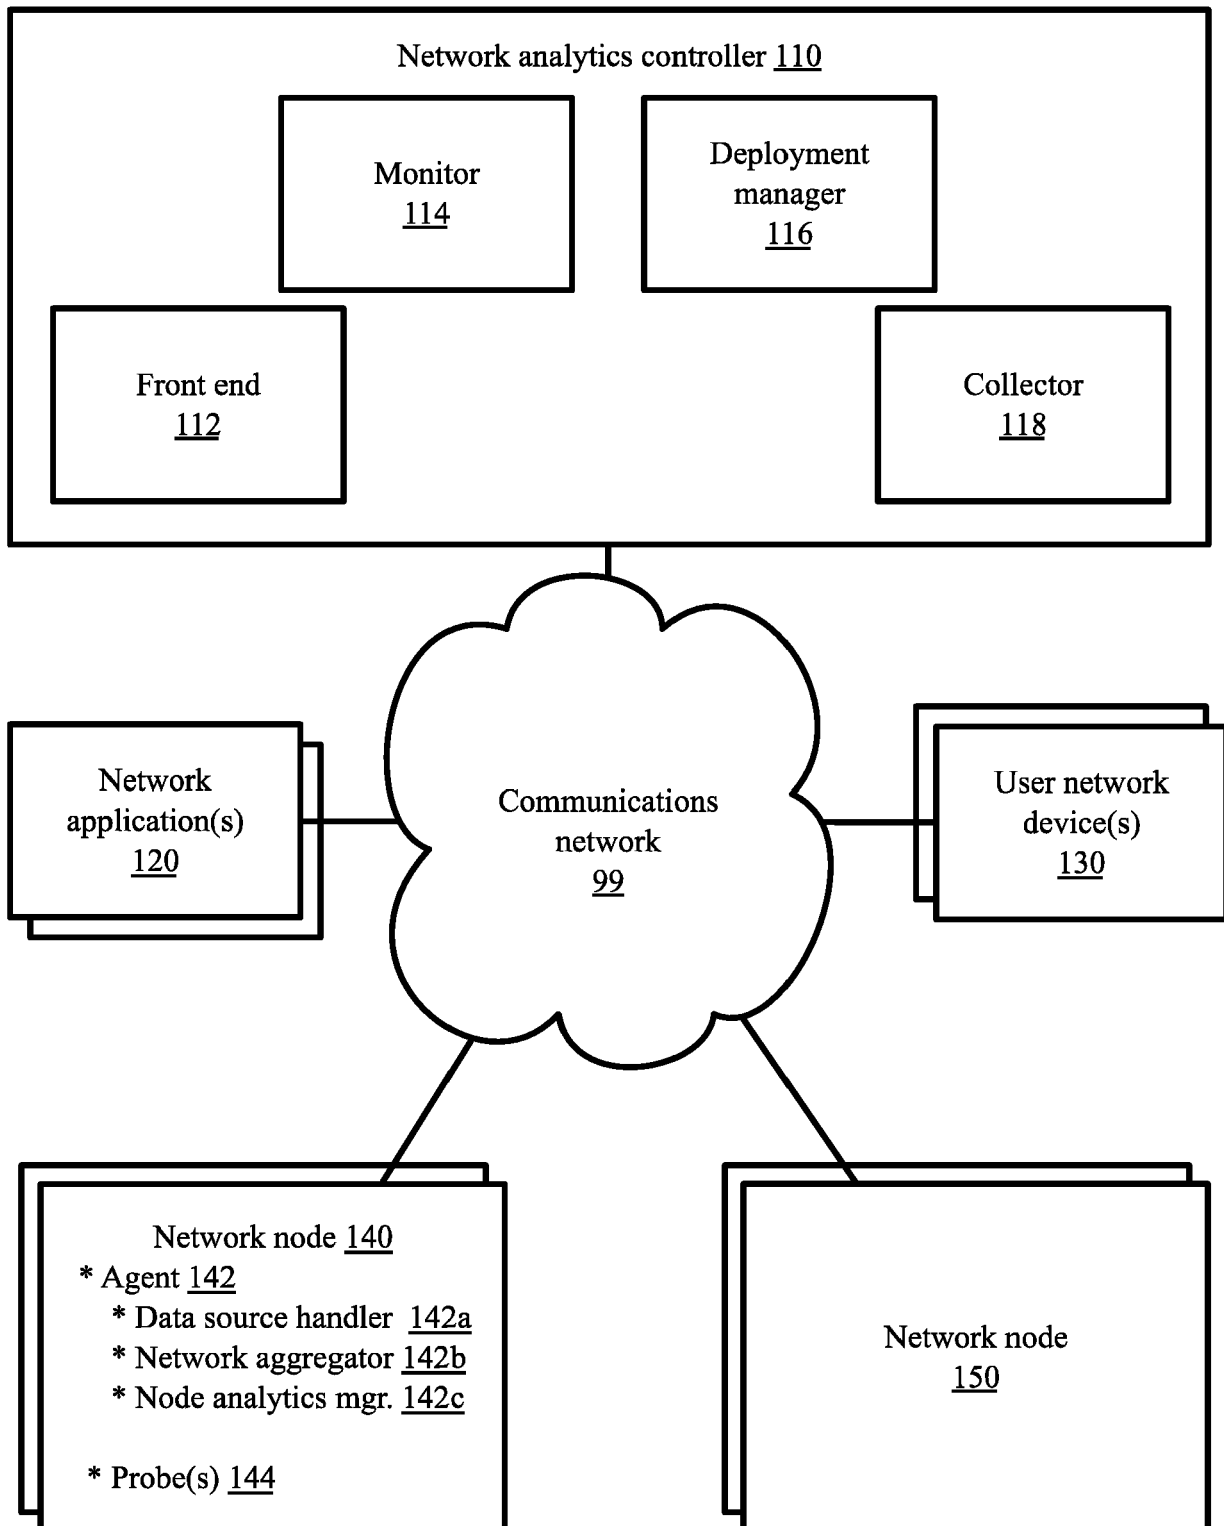 Network analytics controller 110
Monitor
114
Deployment
manager
116
Front end
112
Collector
118
Network
application(s)
120
Communications
network
99
User network
device(s)
130
Network node 140
* Agent 142
* Data source handler 142a
* Network aggregator 142b
* Node analytics mgr. 142c
* Probe(s) 144
Network node
150